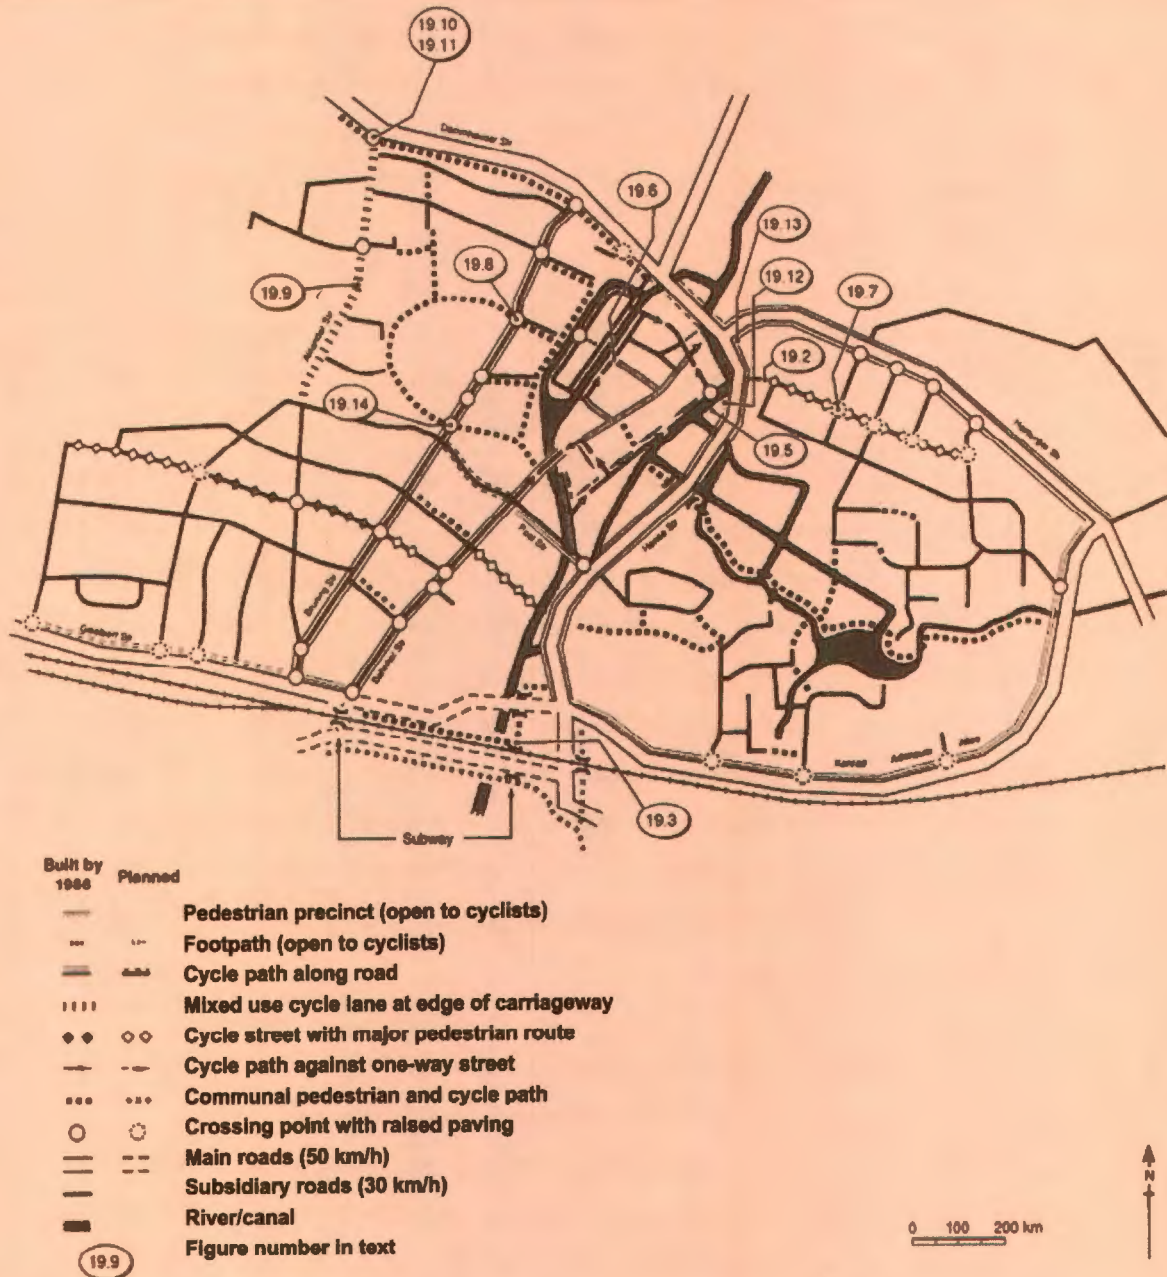 19.10
19.11
19.6
19.13
19.8
19.12
19.9
19.7
19.2
19.14
19.5
19.3
Subway
Built by
1986 Planned
Pedestrian precinct (open to cyclists)
Footpath (open to cyclists)
Cycle path along road
Mixed use cycle lane at edge of carriageway
Cycle street with major pedestrian route
Cycle path against one-way street
Communal pedestrian and cycle path
Crossing point with raised paving
Main roads (50 km/h)
Subsidiary roads (30 km/h)
River/canal
19.9 Figure number in text
0 100 200 km
N